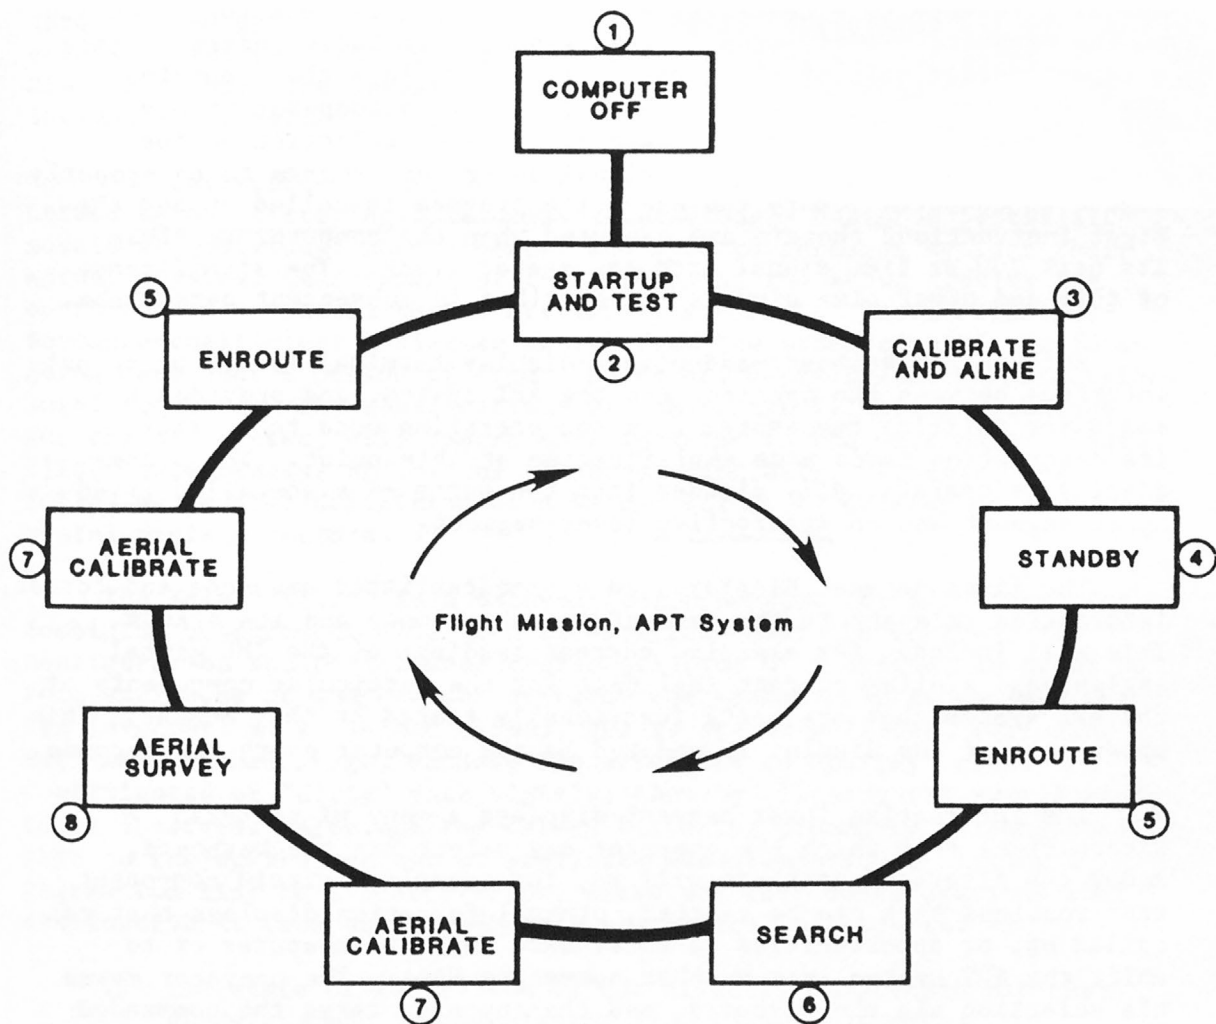 1
COMPUTER
OFF
STARTUP
AND TEST
2
3
CALIBRATE
AND ALINE
4
STANDBY
5
ENROUTE
6
SEARCH
7
AERIAL
CALIBRATE
8
AERIAL
SURVEY
7
AERIAL
CALIBRATE
5
ENROUTE
Flight Mission, APT System